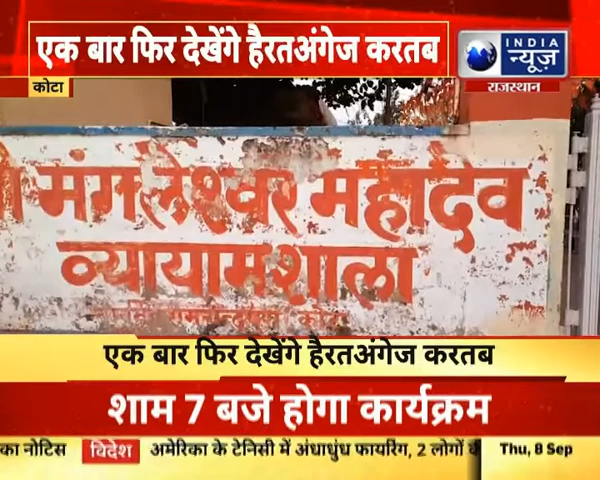 एक बार फिर देखेंगे हैरतअंगेज करतब
INDIA
न्यूज़
राजस्थान
कोटा
मंगलेश्वर महादेव
व्यायामशाला
एक बार फिर देखेंगे हैरतअंगेज करतब
शाम 7 बजे होगा कार्यक्रम
का नोटिस विदेश अमेरिका के टेनिसी में अंधाधुंध फायरिंग, 2 लोगों Thu, 8 Sep